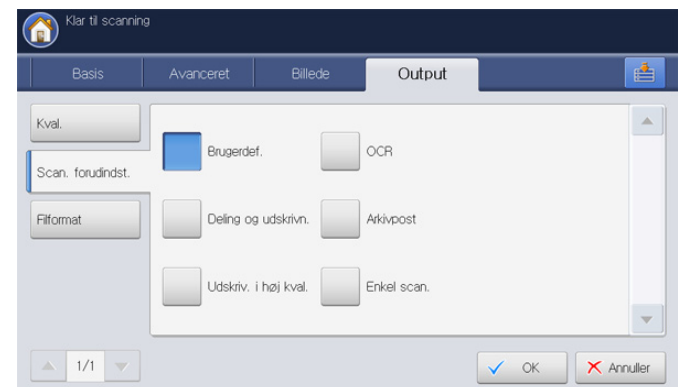 Klar til scanning
Basis
Avanceret
Billede
Output
Kval.
Scan. forudindst.
Filformat
Brugerdef.
OCR
Deling og udskrivn.
Arkivpost
Udskriv. i høj kval.
Enkel scan.
1/1
OK
Annuller